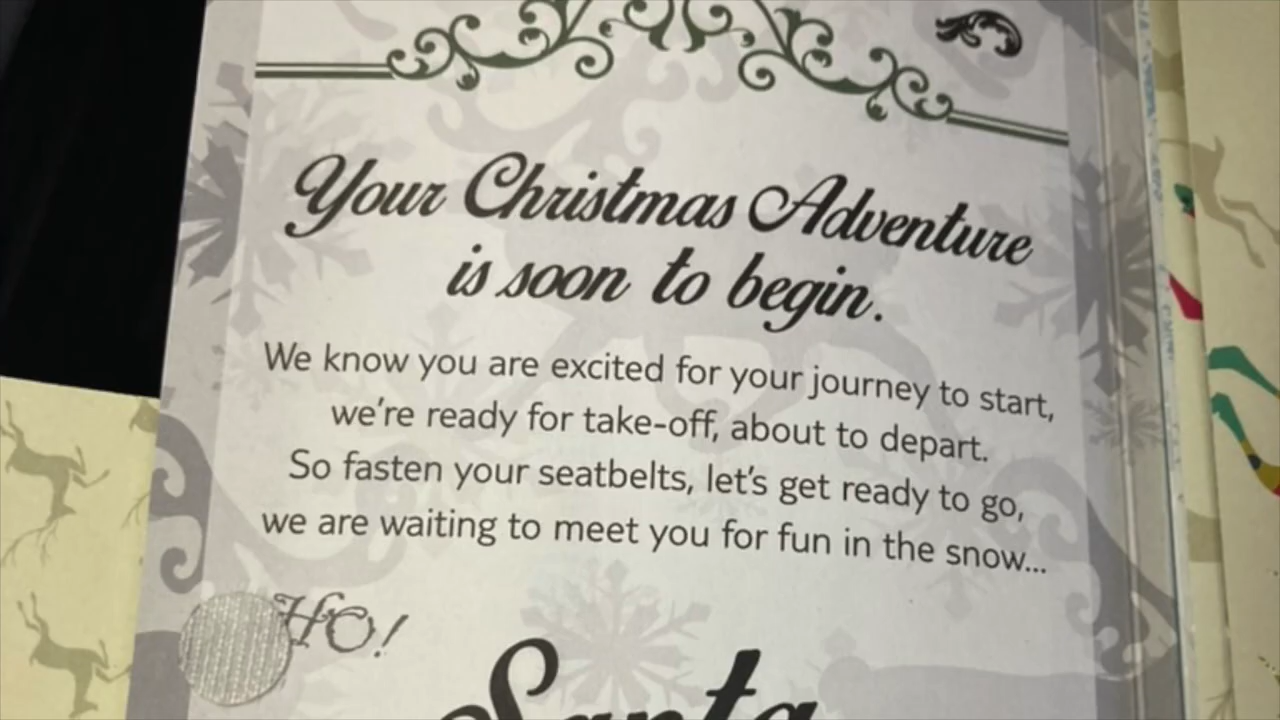 Your Christmas Adventure
is soon to begin.
We know you are excited for your journey to start,
we're ready for take-off, about to depart.
So fasten your seatbelts, let's get ready to go,
we are waiting to meet you for fun in the snow...
HO!
Santa